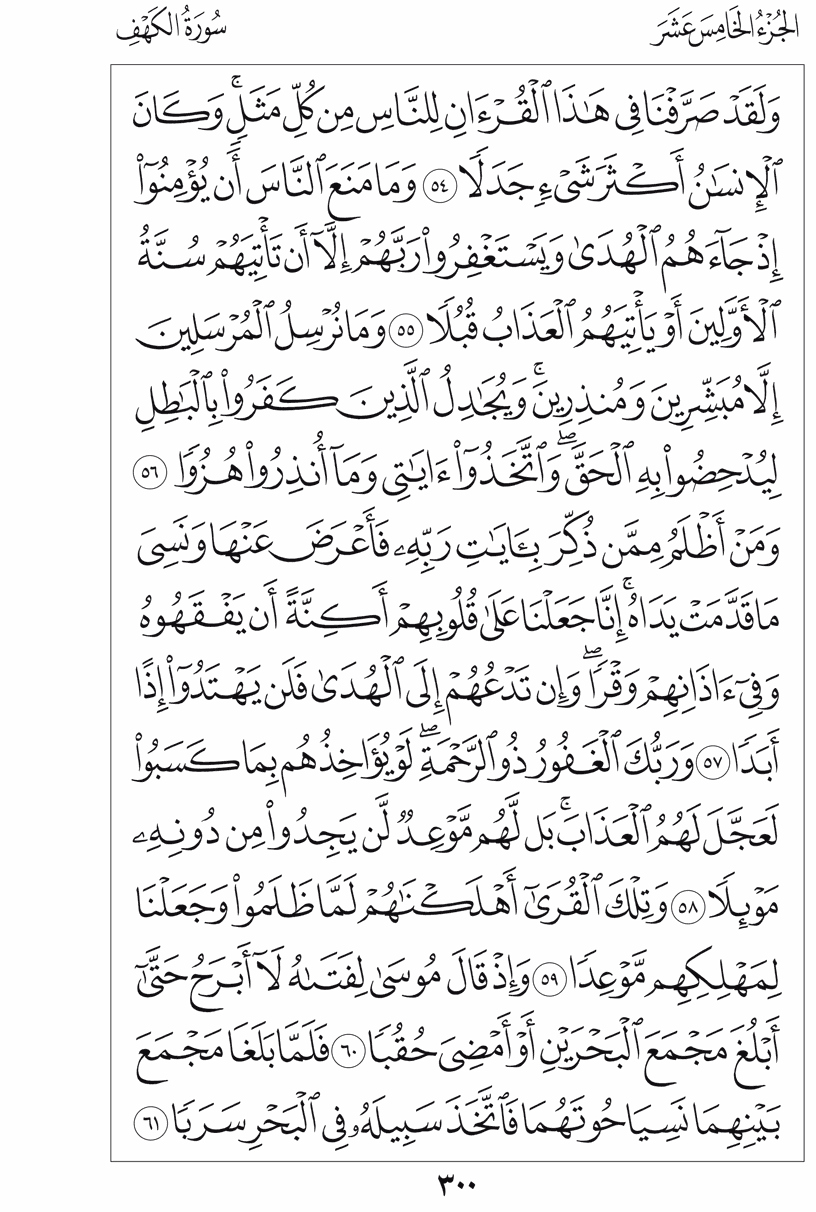 الجُزْءُ الخَامِسَ عَشَرَ
سُورَةُ الكَهْفِ
وَلَقَدْ صَرَّفْنَا فِى هَـٰذَا ٱلْقُرْءَانِ لِلنَّاسِ مِن كُلِّ مَثَلٍۢ ۚ وَكَانَ
ٱلْإِنسَـٰنُ أَكْثَرَ شَىْءٍۢ جَدَلًۭا ٥٤ وَمَا مَنَعَ ٱلنَّاسَ أَن يُؤْمِنُوٓا۟
إِذْ جَآءَهُمُ ٱلْهُدَىٰ وَيَسْتَغْفِرُوا۟ رَبَّهُمْ إِلَّآ أَن تَأْتِيَهُمْ سُنَّةُ
ٱلْأَوَّلِينَ أَوْ يَأْتِيَهُمُ ٱلْعَذَابُ قُبُلًۭا ٥٥ وَمَا نُرْسِلُ ٱلْمُرْسَلِينَ
إِلَّا مُبَشِّرِينَ وَمُنذِرِينَ ۚ وَيُجَـٰدِلُ ٱلَّذِينَ كَفَرُوا۟ بِٱلْبَـٰطِلِ
لِيُدْحِضُوا۟ بِهِ ٱلْحَقَّ ۖ وَٱتَّخَذُوٓا۟ ءَايَـٰتِى وَمَآ أُنذِرُوا۟ هُزُوًۭا ٥٦
وَمَنْ أَظْلَمُ مِمَّن ذُكِّرَ بِـَٔايَـٰتِ رَبِّهِۦ فَأَعْرَضَ عَنْهَا وَنَسِىَ
مَا قَدَّمَتْ يَدَاهُ ۚ إِنَّا جَعَلْنَا عَلَىٰ قُلُوبِهِمْ أَكِنَّةً أَن يَفْقَهُوهُ
وَفِىٓ ءَاذَانِهِمْ وَقْرًۭا ۖ وَإِن تَدْعُهُمْ إِلَى ٱلْهُدَىٰ فَلَن يَهْتَدُوٓا۟ إِذًا
أَبَدًۭا ٥٧ وَرَبُّكَ ٱلْغَفُورُ ذُو ٱلرَّحْمَةِ ۖ لَوْ يُؤَاخِذُهُم بِمَا كَسَبُوا۟
لَعَجَّلَ لَهُمُ ٱلْعَذَابَ ۚ بَل لَّهُم مَّوْعِدٌۭ لَّن يَجِدُوا۟ مِن دُونِهِۦ
مَوْئِلًۭا ٥٨ وَتِلْكَ ٱلْقُرَىٰٓ أَهْلَكْنَـٰهُمْ لَمَّا ظَلَمُوا۟ وَجَعَلْنَا
لِمَهْلِكِهِم مَّوْعِدًۭا ٥٩ وَإِذْ قَالَ مُوسَىٰ لِفَتَىٰهُ لَآ أَبْرَحُ حَتَّىٰٓ
أَبْلُغَ مَجْمَعَ ٱلْبَحْرَيْنِ أَوْ أَمْضِىَ حُقُبًۭا ٦٠ فَلَمَّا بَلَغَا مَجْمَعَ
بَيْنِهِمَا نَسِيَا حُوتَهُمَا فَٱتَّخَذَ سَبِيلَهُۥ فِى ٱلْبَحْرِ سَرَبًۭا ٦١
٣٠٠